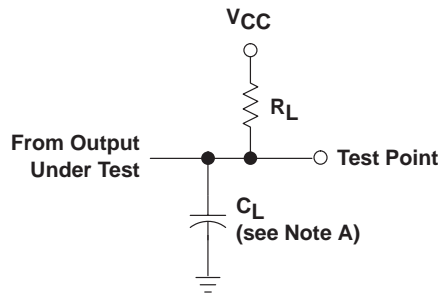 VCC
RL
From Output
Under Test
Test Point
CL
(see Note A)